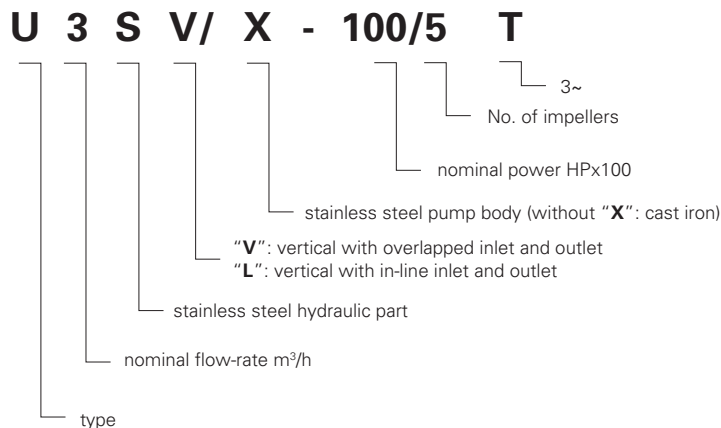 U 3 S V/ X - 100/5 T
3~
No. of impellers
nominal power HPx100
stainless steel pump body (without “X”: cast iron)
“V”: vertical with overlapped inlet and outlet
“L”: vertical with in-line inlet and outlet
stainless steel hydraulic part
nominal flow-rate m³/h
type